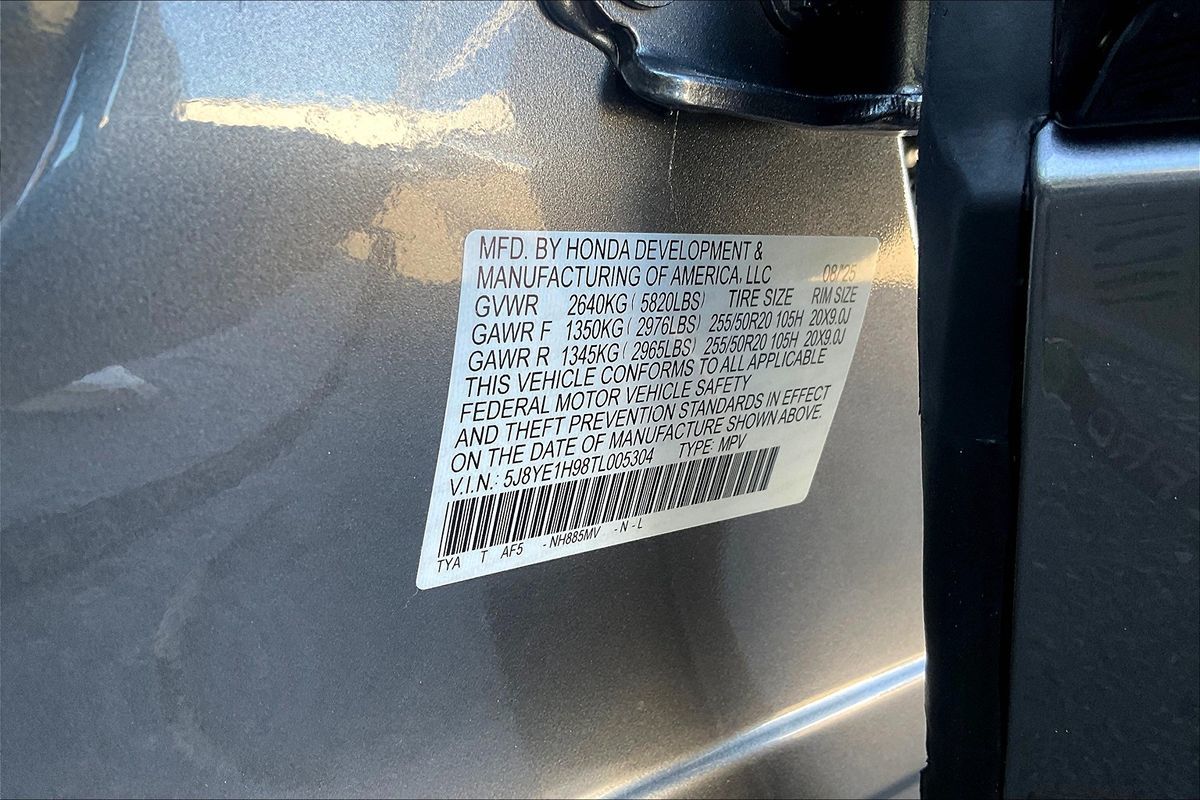 MFD. BY HONDA DEVELOPMENT &
MANUFACTURING OF AMERICA, LLC 08/25
GVWR 2640KG ( 5820LBS) TIRE SIZE RIM SIZE
GAWR F 1350KG ( 2976LBS) 255/50R20 105H 20X9.0J
GAWR R 1345KG ( 2965LBS) 255/50R20 105H 20X9.0J
THIS VEHICLE CONFORMS TO ALL APPLICABLE
FEDERAL MOTOR VEHICLE SAFETY
AND THEFT PREVENTION STANDARDS IN EFFECT
ON THE DATE OF MANUFACTURE SHOWN ABOVE.
V.I.N.: 5J8YE1H98TL005304 TYPE: MPV
TYA T AF5 - NH885MV - N - L